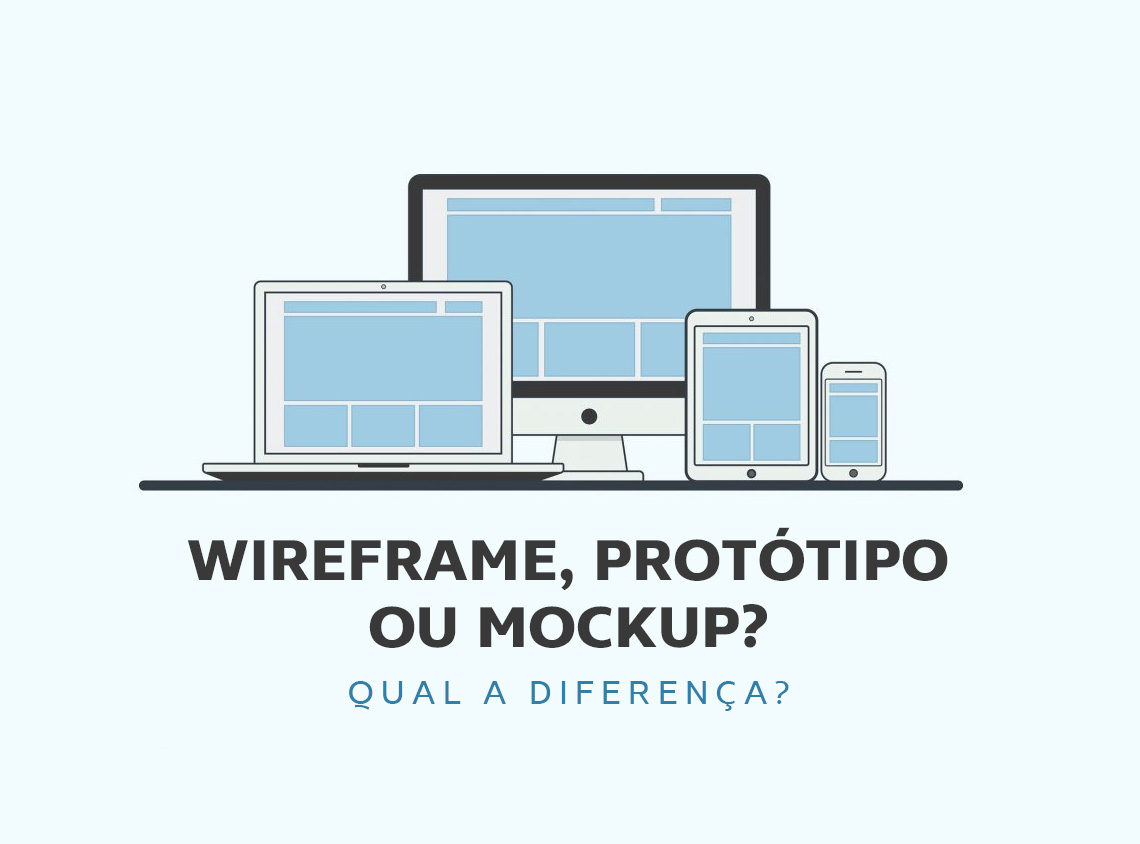 WIREFRAME, PROTÓTIPO
OU MOCKUP?
QUAL A DIFERENÇA?